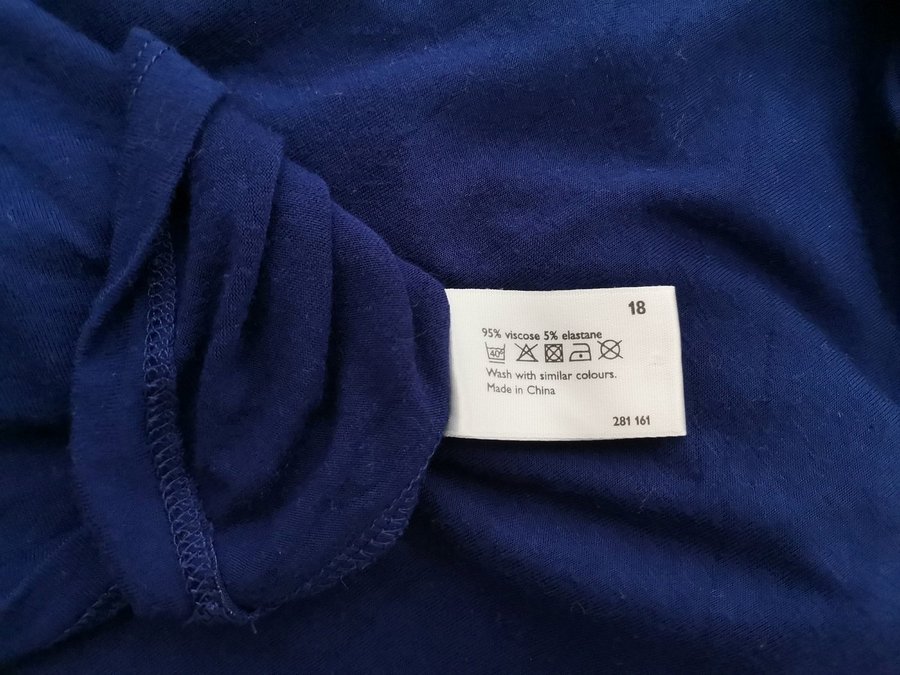 18
95% viscose 5% elastane
40°
Wash with similar colours.
Made in China
281 161